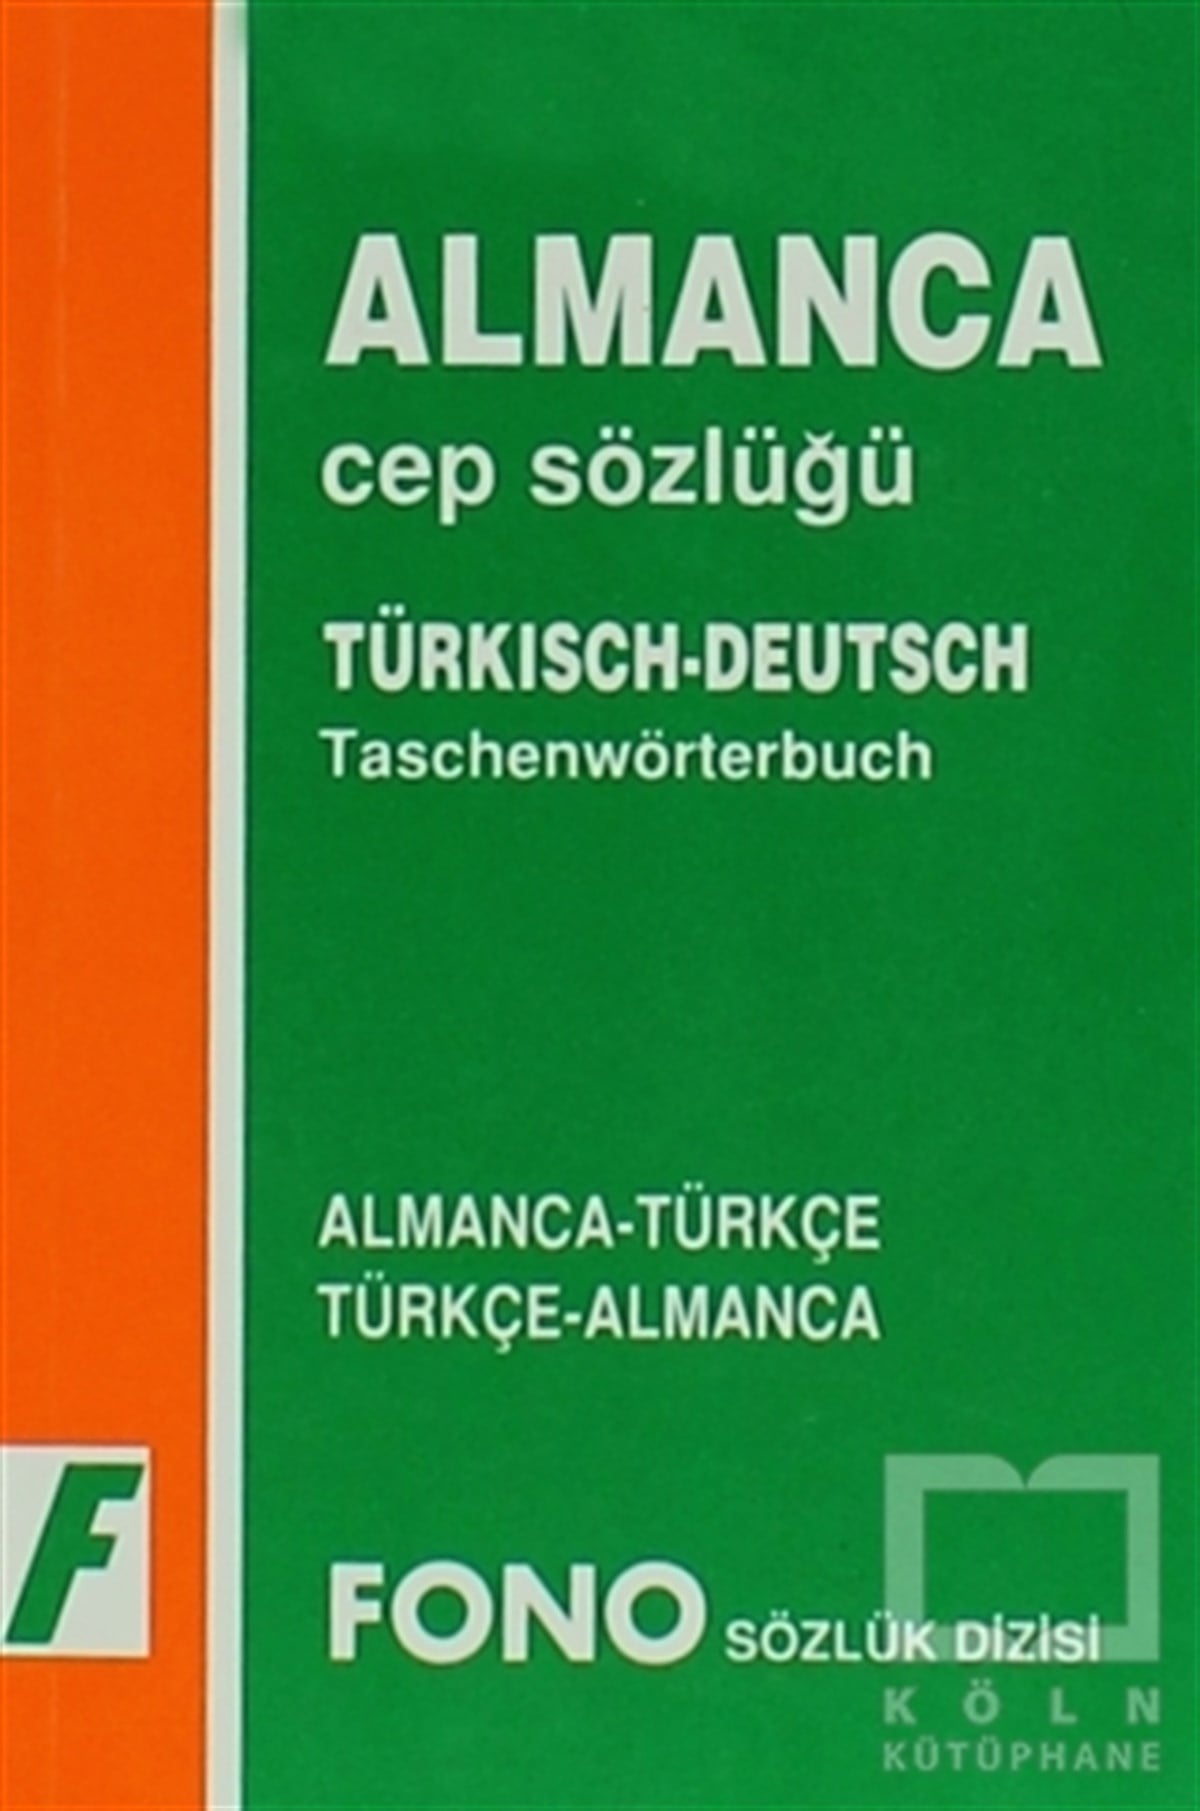 ALMANCA
cep sözlüğü
TÜRKISCH-DEUTSCH
Taschenwörterbuch
ALMANCA-TÜRKÇE
TÜRKÇE-ALMANCA
F
FONO SÖZLÜK DİZİSİ
KÖLN
KÜTÜPHANE